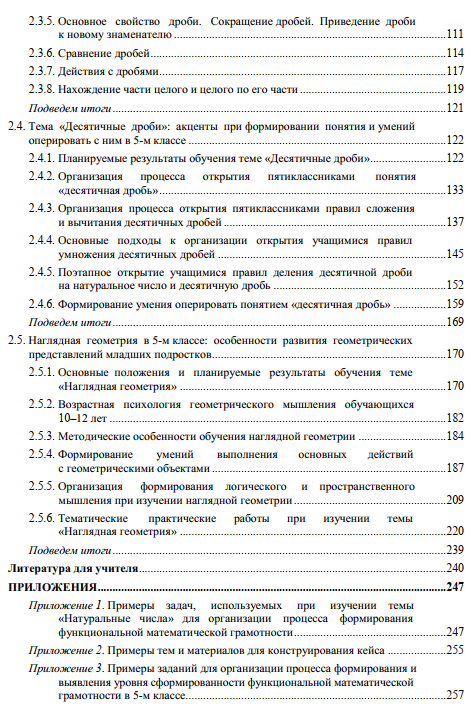 2.3.5. Основное свойство дроби. Сокращение дробей. Приведение дроби
к новому знаменателю 111
2.3.6. Сравнение дробей 114
2.3.7. Действия с дробями 117
2.3.8. Нахождение части целого и целого по его части 119
Подведем итоги 121
2.4. Тема «Десятичные дроби»: акценты при формировании понятия и умений
оперировать с ним в 5-м классе 122
2.4.1. Планируемые результаты обучения теме «Десятичные дроби» 122
2.4.2. Организация процесса открытия пятиклассниками понятия
«десятичная дробь» 133
2.4.3. Организация процесса открытия пятиклассниками правил сложения
и вычитания десятичных дробей 137
2.4.4. Основные подходы к организации открытия учащимися правил
умножения десятичных дробей 145
2.4.5. Поэтапное открытие учащимися правил деления десятичной дроби
на натуральное число и десятичную дробь 152
2.4.6. Формирование умения оперировать понятием «десятичная дробь» 159
Подведем итоги 169
2.5. Наглядная геометрия в 5-м классе: особенности развития геометрических
представлений младших подростков 170
2.5.1. Основные положения и планируемые результаты обучения теме
«Наглядная геометрия» 170
2.5.2. Возрастная психология геометрического мышления обучающихся
10–12 лет 182
2.5.3. Методические особенности обучения наглядной геометрии 184
2.5.4. Формирование умений выполнения основных действий
с геометрическими объектами 187
2.5.5. Организация формирования логического и пространственного
мышления при изучении наглядной геометрии 209
2.5.6. Тематические практические работы при изучении темы
«Наглядная геометрия» 220
Подведем итоги 239
Литература для учителя 240
ПРИЛОЖЕНИЯ 247
Приложение 1. Примеры задач, используемых при изучении темы
«Натуральные числа» для организации процесса формирования
функциональной математической грамотности 247
Приложение 2. Примеры тем и материалов для конструирования кейса 255
Приложение 3. Примеры заданий для организации процесса формирования и
выявления уровня сформированности функциональной математической
грамотности в 5-м классе 257